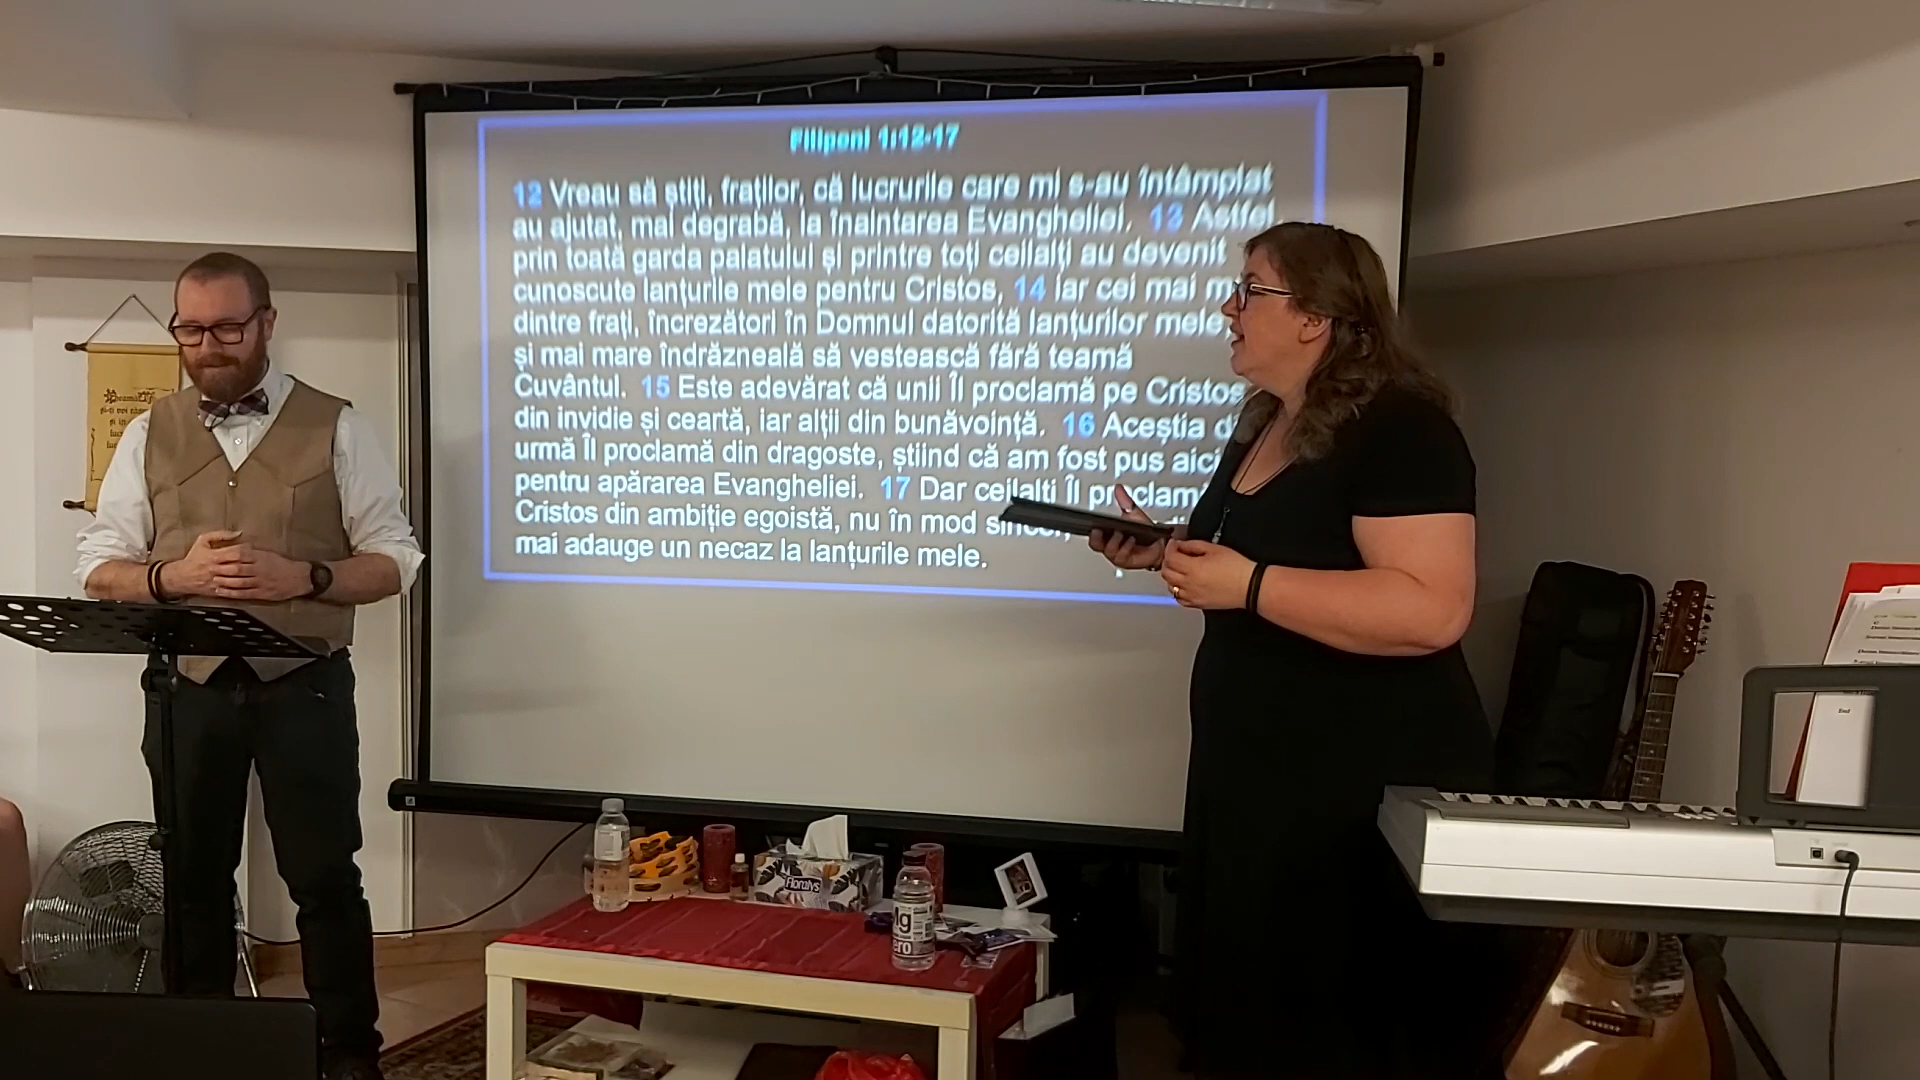 Filipeni 1:12-17
12 Vreau să știți, fraților, că lucrurile care mi s-au întâmplat
au ajutat, mai degrabă, la înaintarea Evangheliei. 13 Astfel,
prin toată garda palatului și printre toți ceilalți au devenit
cunoscute lanțurile mele pentru Cristos, 14 iar cei mai
dintre frați, încrezători în Domnul datorită lanțurilor mele,
și mai mare îndrăzneală să vestească fără teamă
Cuvântul. 15 Este adevărat că unii Îl proclamă pe Cristos
din invidie și ceartă, iar alții din bunăvoință. 16 Aceștia
urmă Îl proclamă din dragoste, știind că am fost pus aici
pentru apărarea Evangheliei. 17 Dar ceilalți Îl proclamă
Cristos din ambiție egoistă, nu în mod
mai adauge un necaz la lanțurile mele.
Floralys